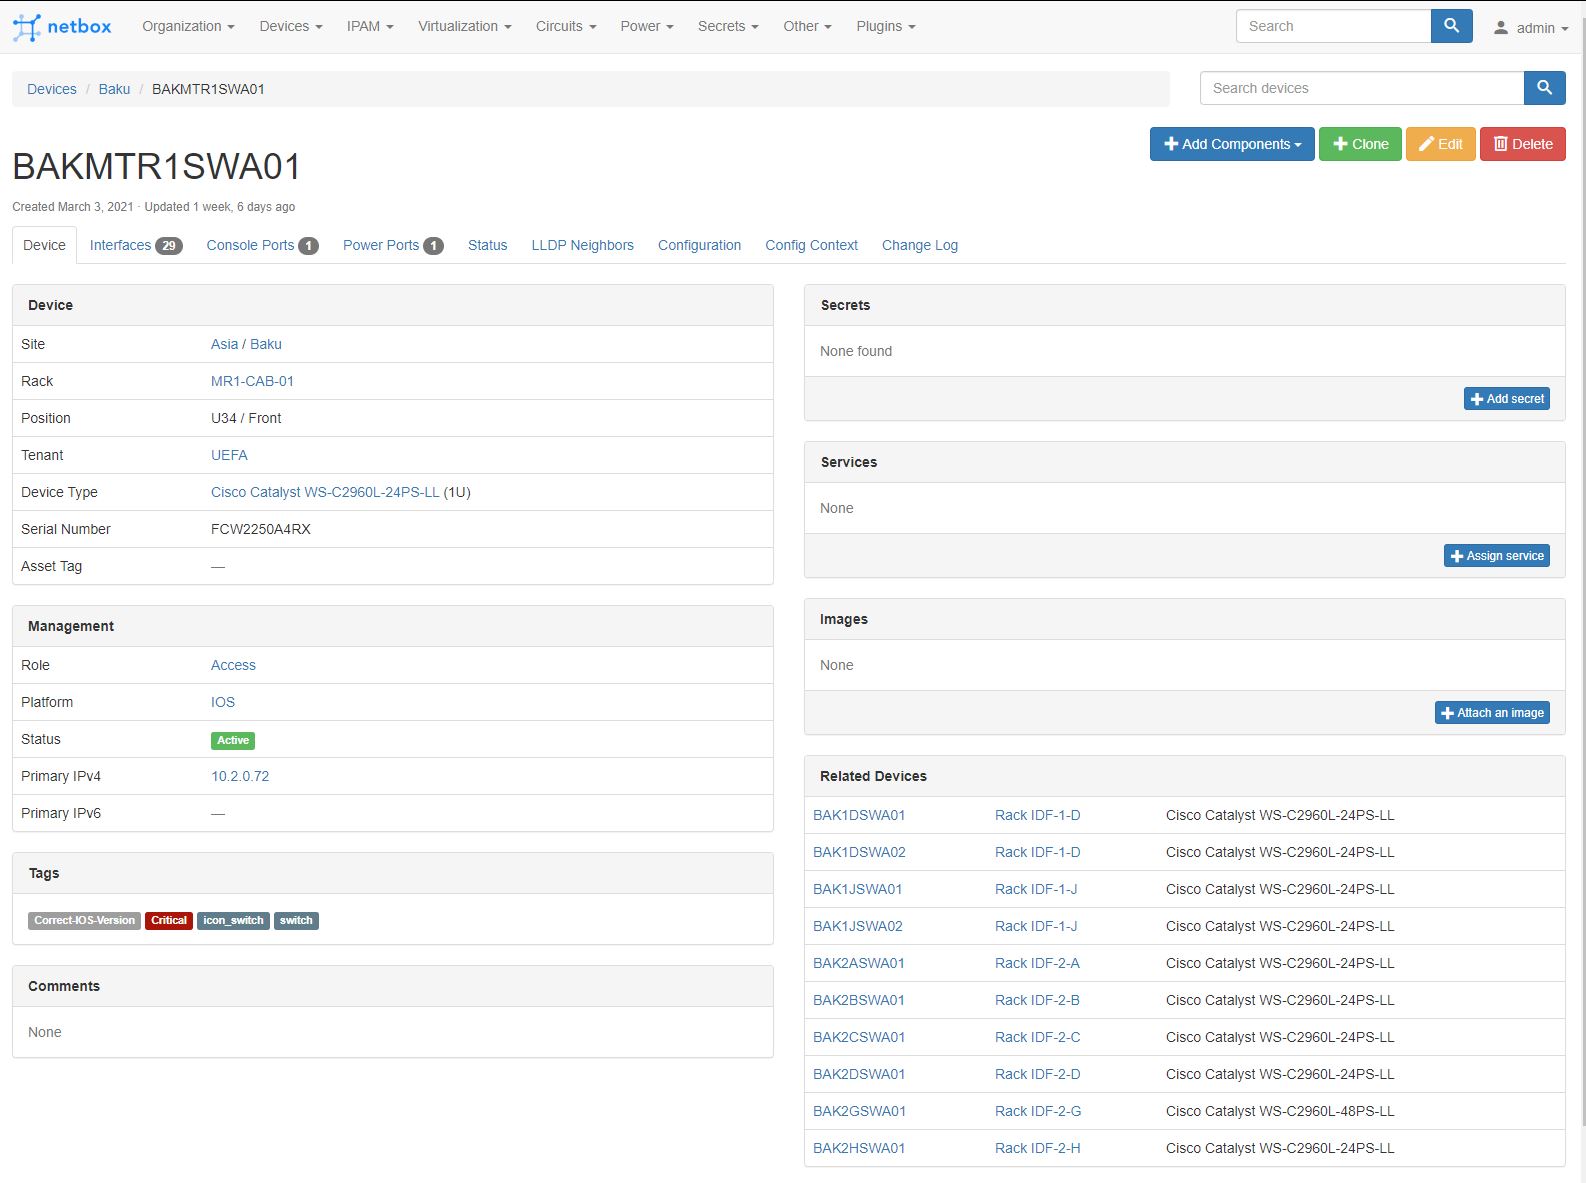 netbox Organization Devices IPAM Virtualization Circuits Power Secrets Other Plugins Search admin
Devices / Baku / BAKMTR1SWA01 Search devices
Add Components Clone Edit Delete
BAKMTR1SWA01
Created March 3, 2021 · Updated 1 week, 6 days ago
Device Interfaces 29 Console Ports 1 Power Ports 1 Status LLDP Neighbors Configuration Config Context Change Log
Device
Site Asia / Baku
Rack MR1-CAB-01
Position U34 / Front
Tenant UEFA
Device Type Cisco Catalyst WS-C2960L-24PS-LL (1U)
Serial Number FCW2250A4RX
Asset Tag —
Management
Role Access
Platform IOS
Status Active
Primary IPv4 10.2.0.72
Primary IPv6 —
Tags
Correct-IOS-Version Critical icon_switch switch
Comments
None
Secrets
None found
Add secret
Services
None
Assign service
Images
None
Attach an image
Related Devices
BAK1DSWA01 Rack IDF-1-D Cisco Catalyst WS-C2960L-24PS-LL
BAK1DSWA02 Rack IDF-1-D Cisco Catalyst WS-C2960L-24PS-LL
BAK1JSWA01 Rack IDF-1-J Cisco Catalyst WS-C2960L-24PS-LL
BAK1JSWA02 Rack IDF-1-J Cisco Catalyst WS-C2960L-24PS-LL
BAK2ASWA01 Rack IDF-2-A Cisco Catalyst WS-C2960L-24PS-LL
BAK2BSWA01 Rack IDF-2-B Cisco Catalyst WS-C2960L-24PS-LL
BAK2CSWA01 Rack IDF-2-C Cisco Catalyst WS-C2960L-24PS-LL
BAK2DSWA01 Rack IDF-2-D Cisco Catalyst WS-C2960L-24PS-LL
BAK2GSWA01 Rack IDF-2-G Cisco Catalyst WS-C2960L-48PS-LL
BAK2HSWA01 Rack IDF-2-H Cisco Catalyst WS-C2960L-24PS-LL